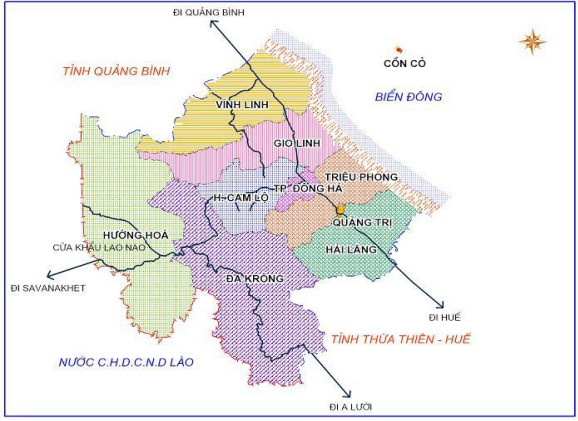 ĐI QUẢNG BÌNH
CỒN CỎ
TỈNH QUẢNG BÌNH
BIỂN ĐÔNG
VĨNH LINH
GIO LINH
TRIỆU PHONG
TP. ĐÔNG HÀ
H-CAM LỘ
QUẢNG TRỊ
HƯỚNG HOÁ
CỬA KHẨU LAO NÀO
HẢI LĂNG
ĐA KRÔNG
ĐI SAVANAKHET
ĐI HUẾ
TỈNH THỪA THIÊN - HUẾ
NƯỚC C.H.D.C.N.D LÀO
ĐI A LƯỚI